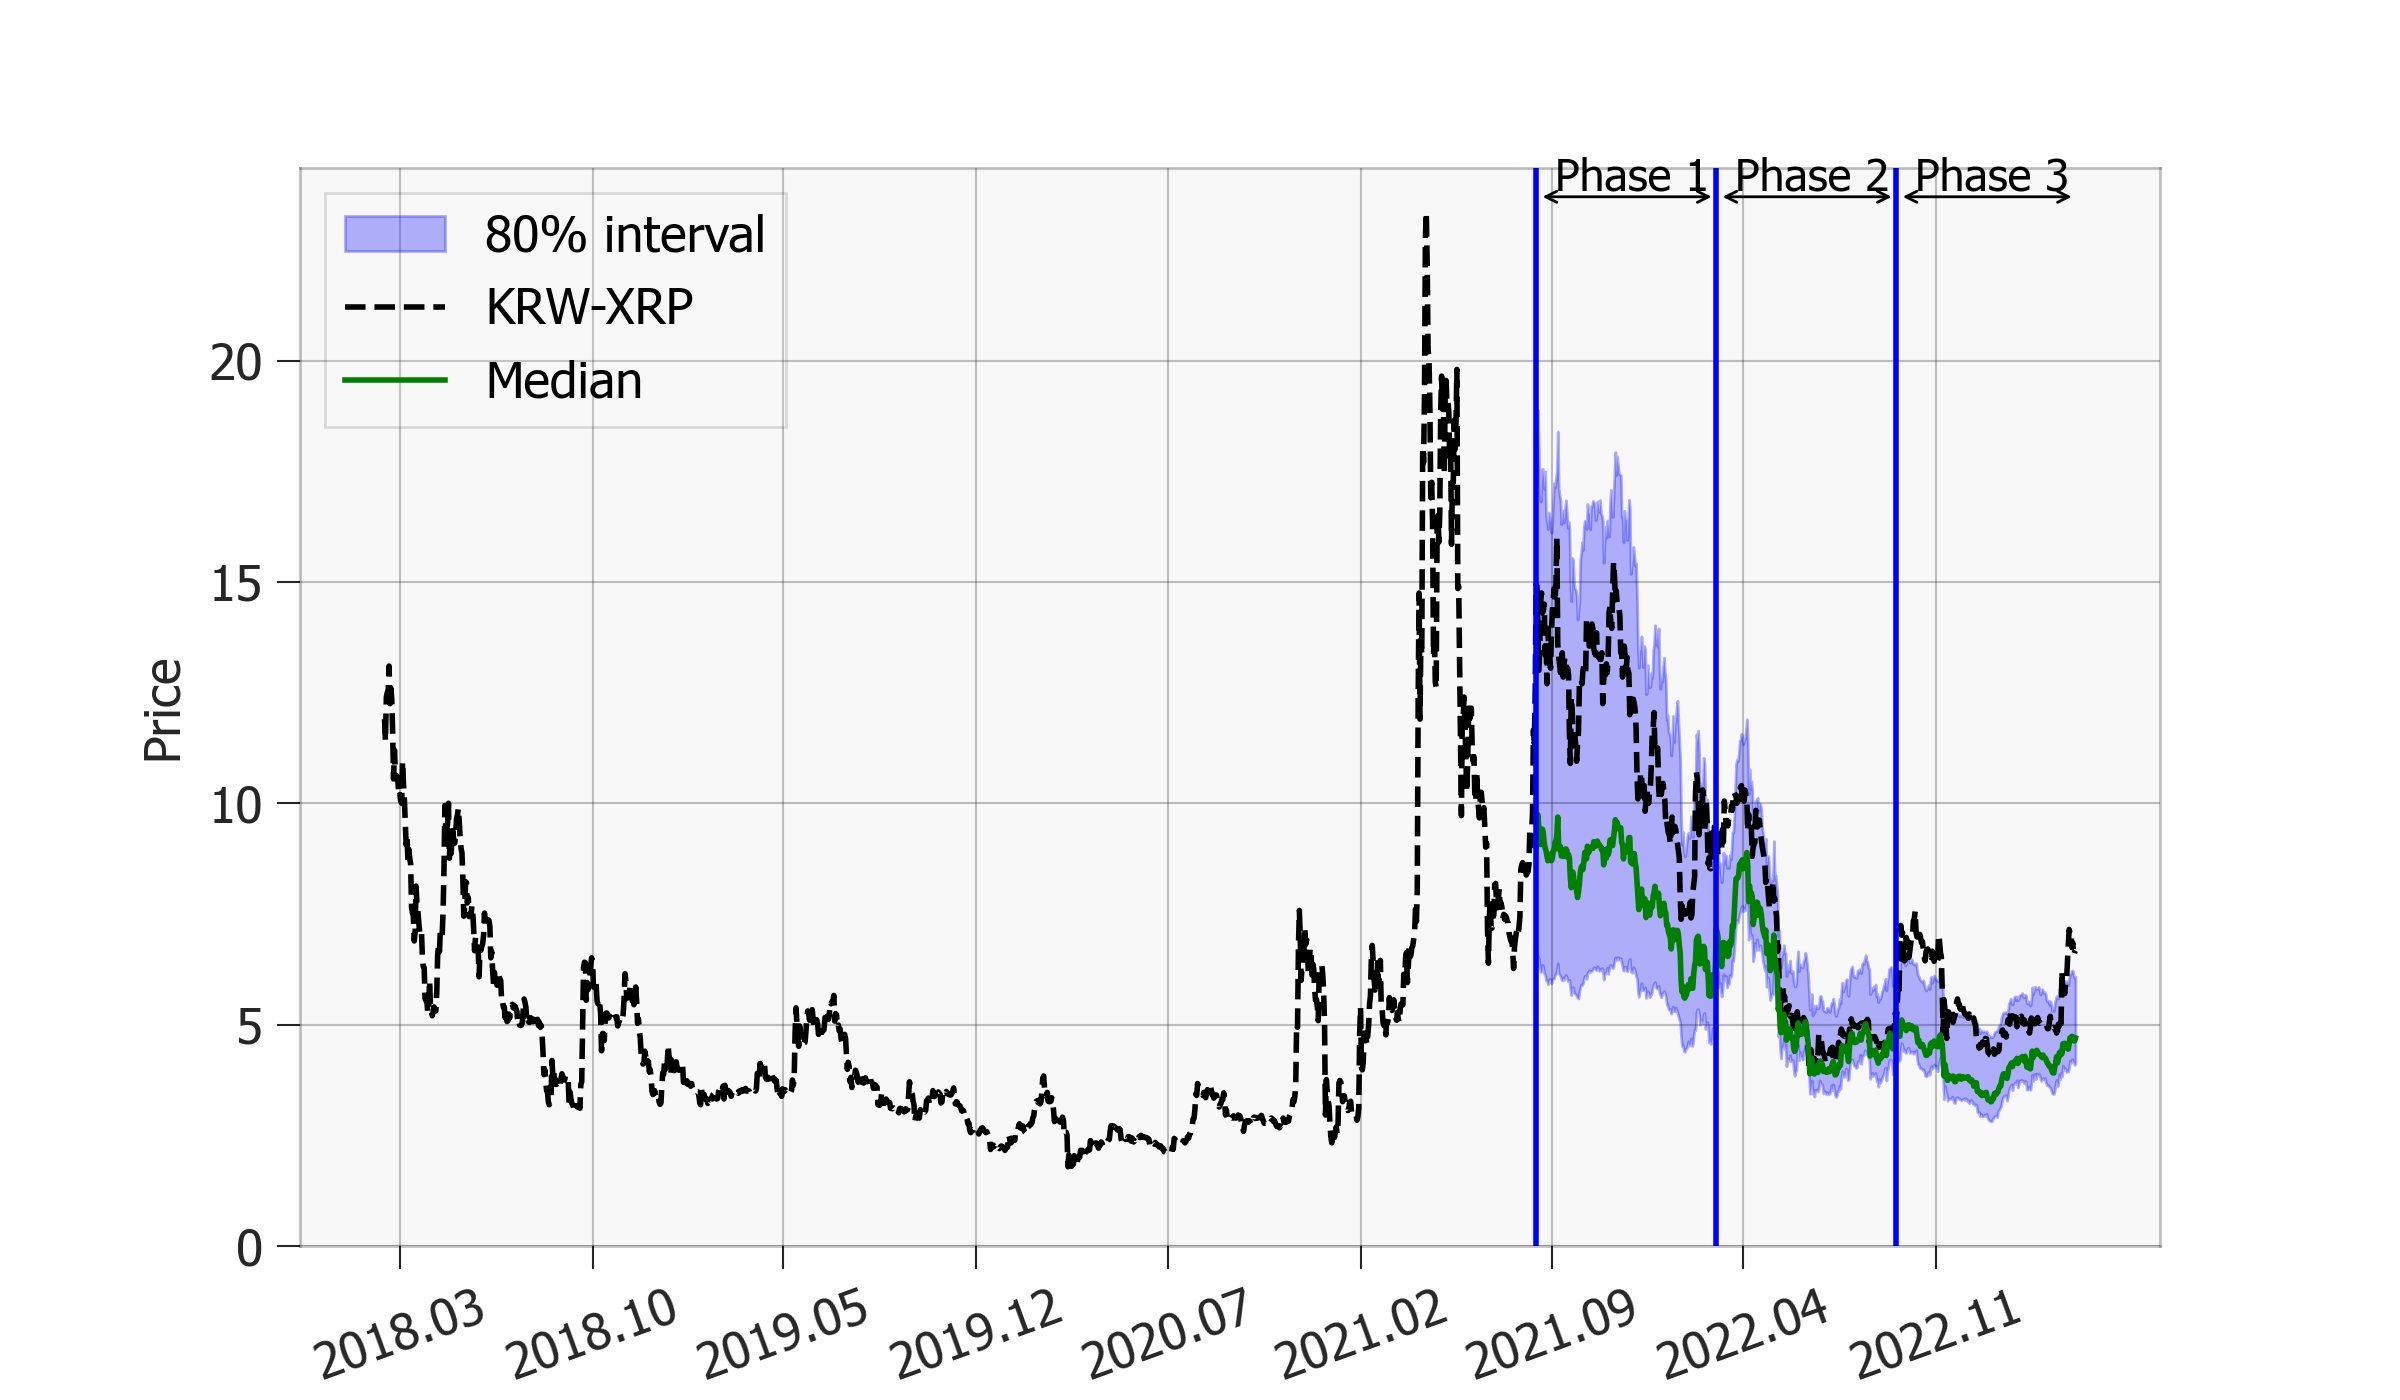 Phase 1
Phase 2
Phase 3
80% interval
KRW-XRP
Median
Price
20
15
10
5
0
2018.03
2018.10
2019.05
2019.12
2020.07
2021.02
2021.09
2022.04
2022.11